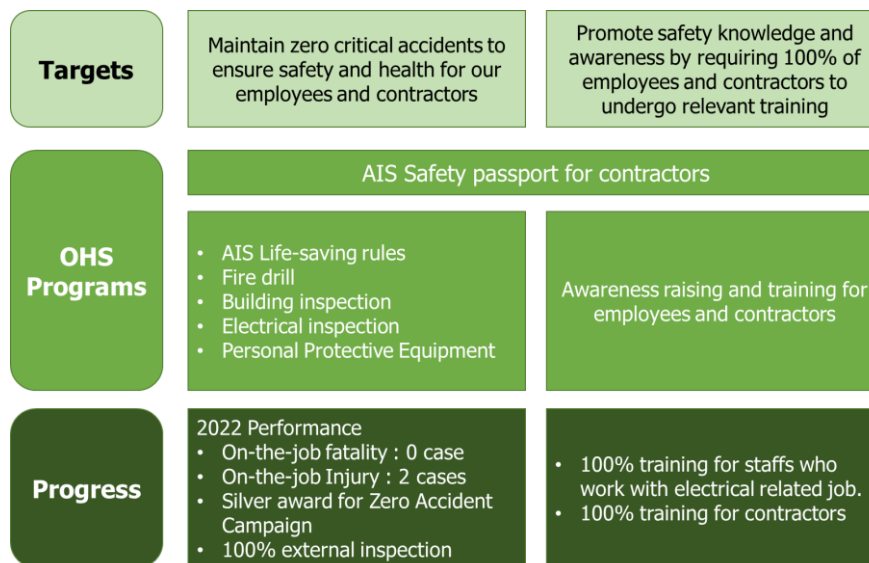 Targets
Maintain zero critical accidents to
ensure safety and health for our
employees and contractors
Promote safety knowledge and
awareness by requiring 100% of
employees and contractors to
undergo relevant training
OHS
Programs
AIS Safety passport for contractors
• AIS Life-saving rules
• Fire drill
• Building inspection
• Electrical inspection
• Personal Protective Equipment
Awareness raising and training for
employees and contractors
Progress
2022 Performance
• On-the-job fatality : 0 case
• On-the-job Injury : 2 cases
• Silver award for Zero Accident
Campaign
• 100% external inspection
• 100% training for staffs who
work with electrical related job.
• 100% training for contractors